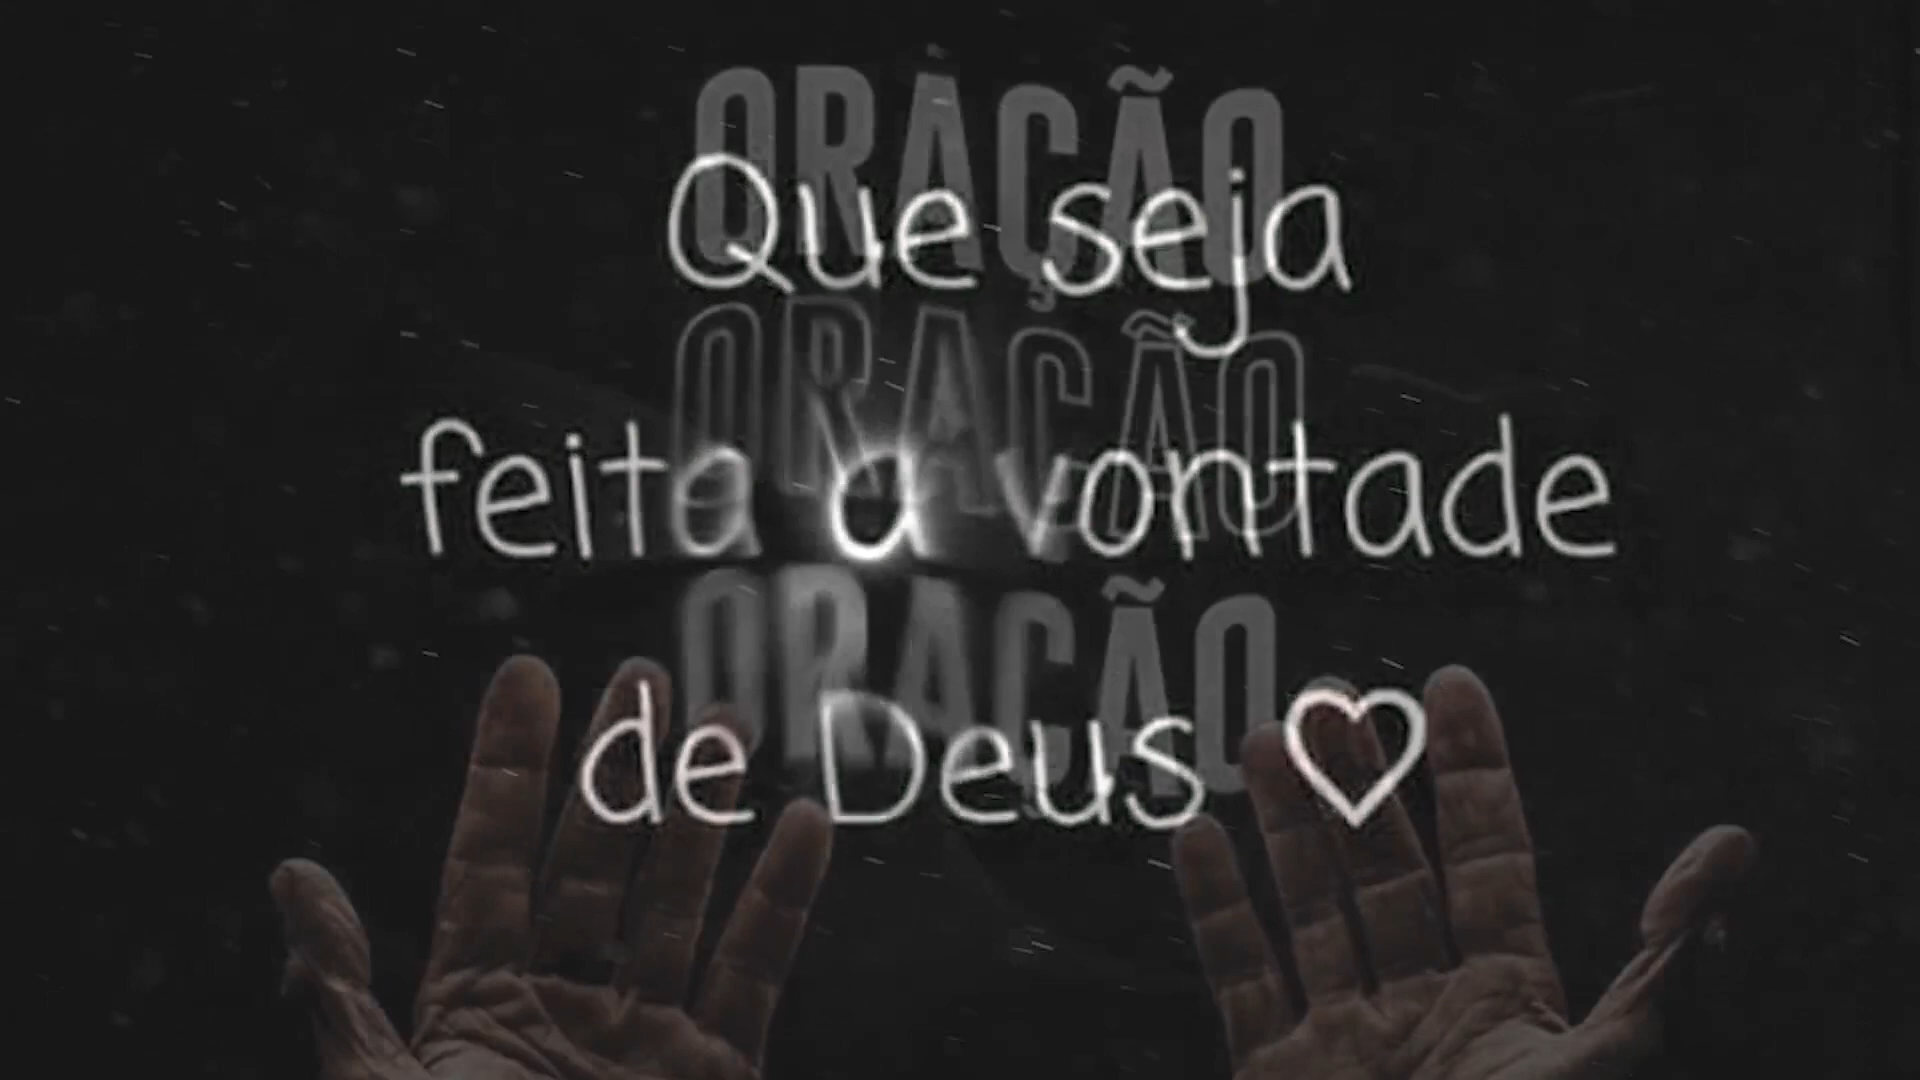 ORAÇÃO
Que seja
ORAÇÃO
feita a vontade
ORAÇÃO
de Deus ♡